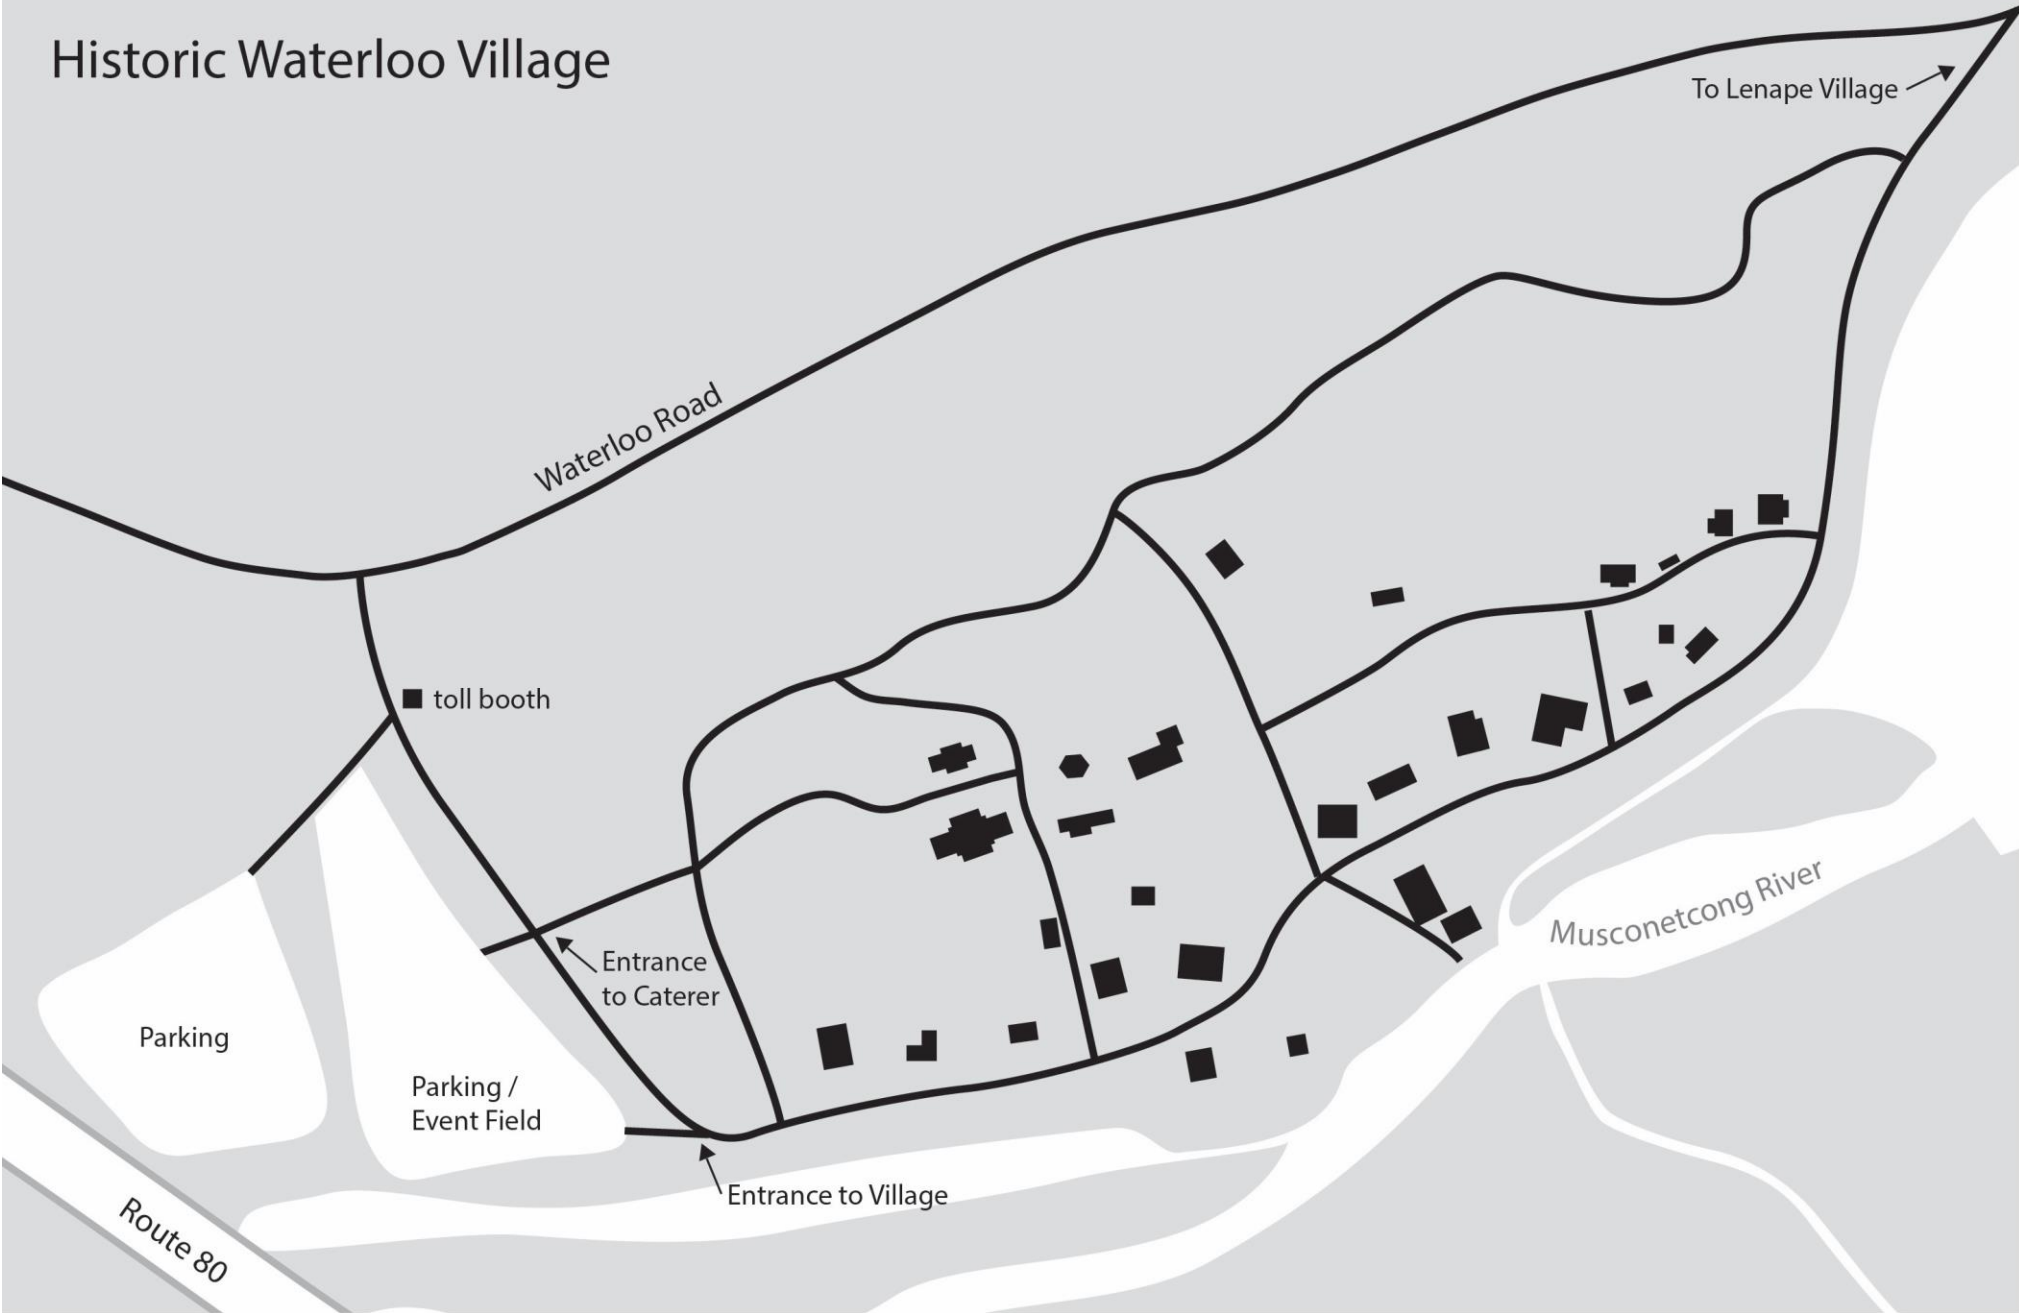 Historic Waterloo Village
To Lenape Village
Waterloo Road
toll booth
Musconetcong River
Entrance
to Caterer
Parking
Parking /
Event Field
Entrance to Village
Route 80